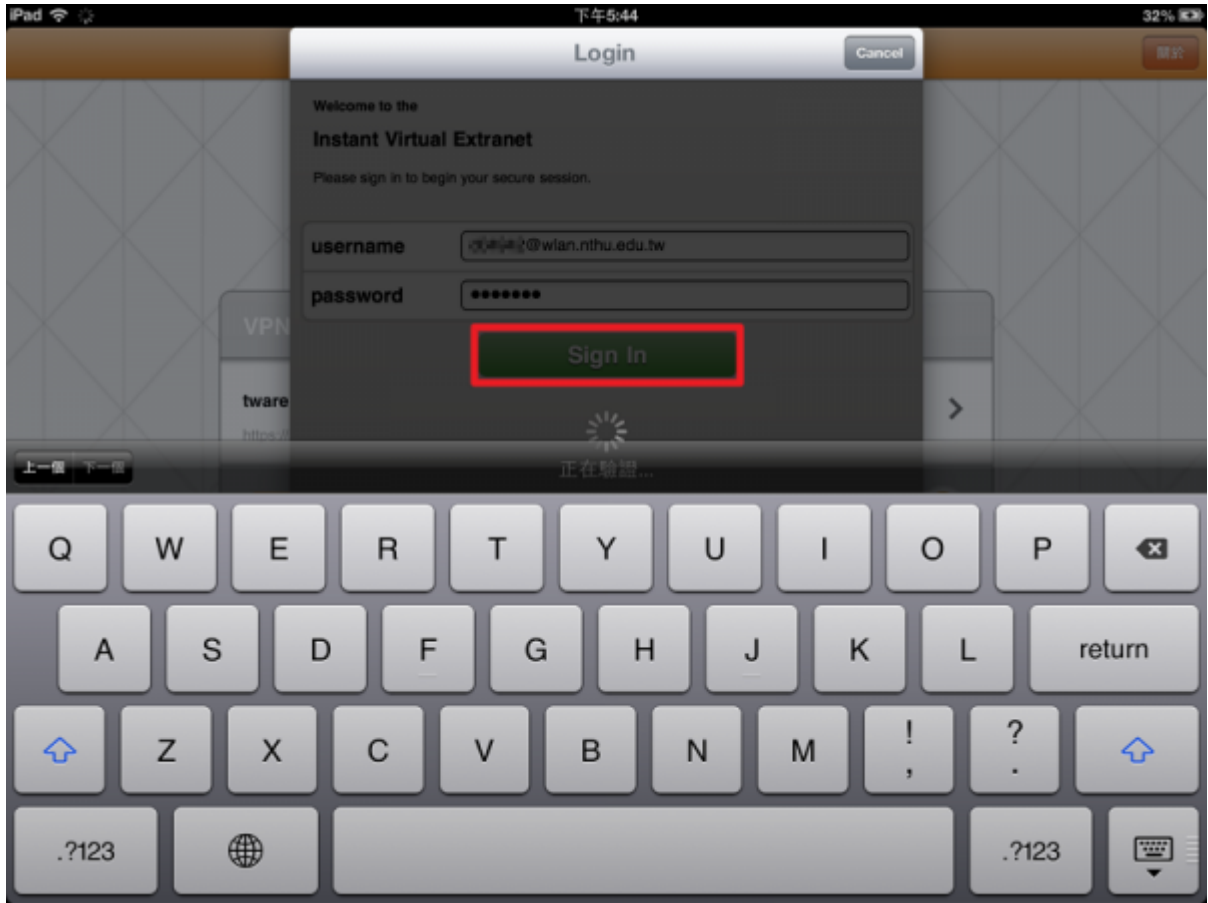 iPad 下午5:44 32%
Login Cancel 關於
Welcome to the
Instant Virtual Extranet
Please sign in to begin your secure session.
username @wlan.nthu.edu.tw
password •••••••
VPN
Sign In
tware
https://
正在驗證...
上一個 下一個
Q W E R T Y U I O P
A S D F G H J K L return
Z X C V B N M ! , ? .
.?123 .?123